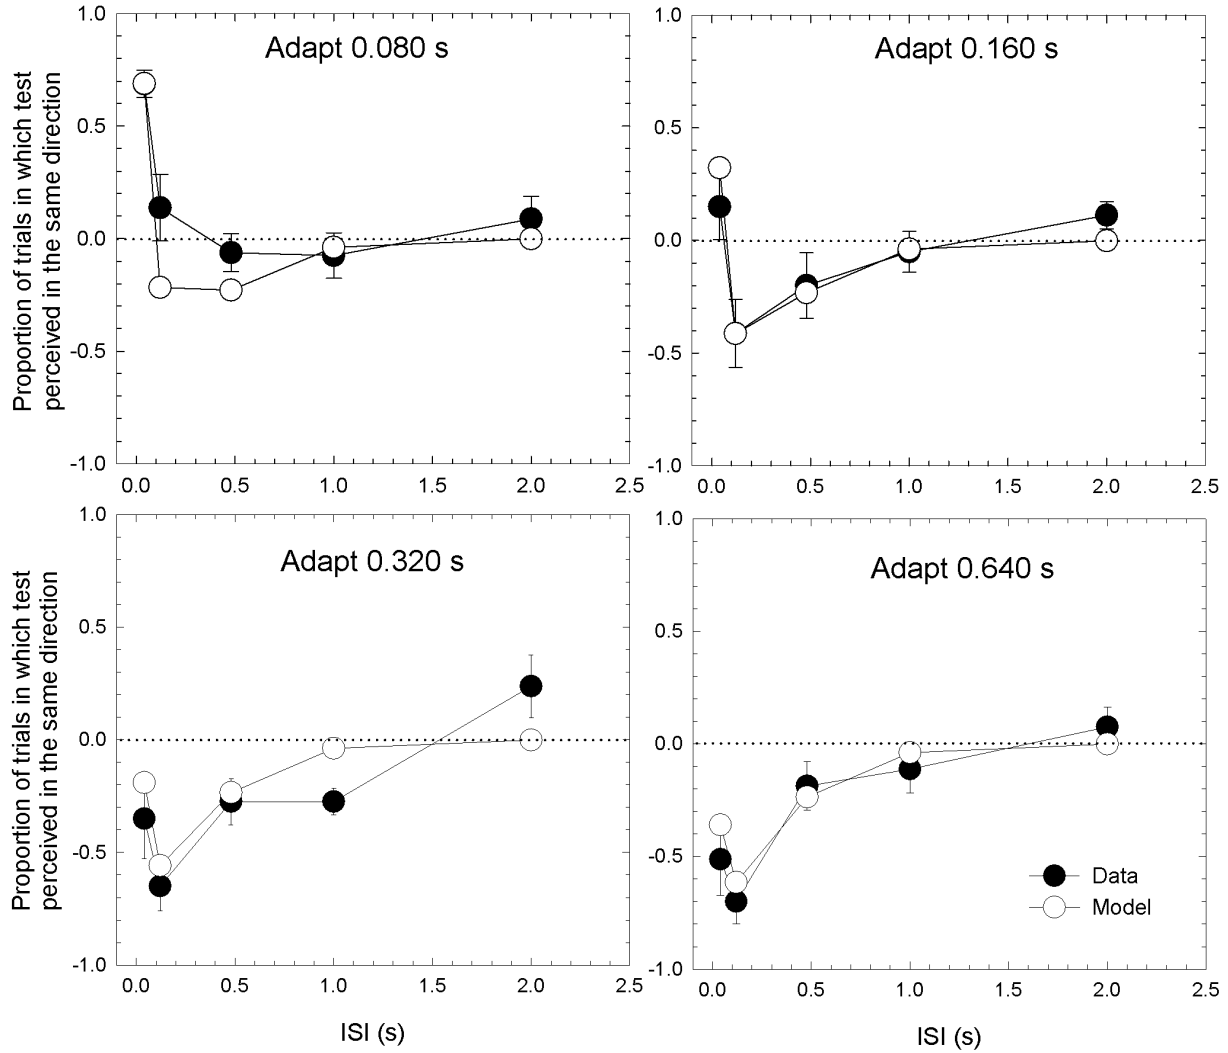 Adapt 0.080 s
Proportion of trials in which test
perceived in the same direction
1.0
0.5
0.0
-0.5
-1.0
0.0 0.5 1.0 1.5 2.0 2.5
Adapt 0.160 s
1.0
0.5
0.0
-0.5
-1.0
0.0 0.5 1.0 1.5 2.0 2.5
Adapt 0.320 s
Proportion of trials in which test
perceived in the same direction
1.0
0.5
0.0
-0.5
-1.0
0.0 0.5 1.0 1.5 2.0 2.5
ISI (s)
Adapt 0.640 s
1.0
0.5
0.0
-0.5
-1.0
0.0 0.5 1.0 1.5 2.0 2.5
ISI (s)
Data
Model